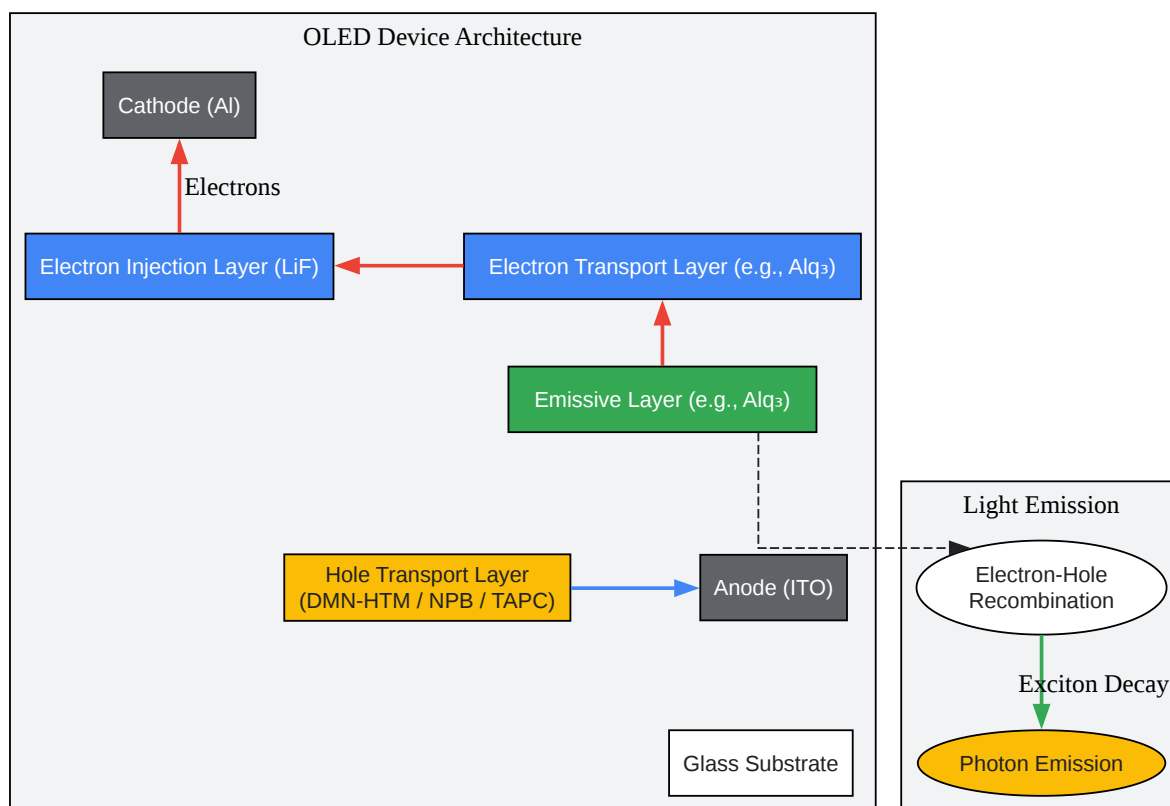 OLED Device Architecture
Cathode (Al)
Electrons
Electron Injection Layer (LiF)
Electron Transport Layer (e.g., Alq₃)
Emissive Layer (e.g., Alq₃)
Hole Transport Layer
(DMN-HTM / NPB / TAPC)
Anode (ITO)
Glass Substrate
Light Emission
Electron-Hole
Recombination
Exciton Decay
Photon Emission